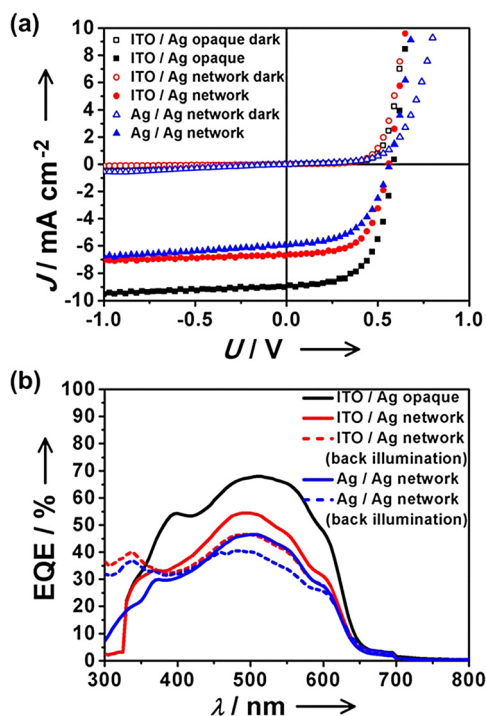 (a)
10
8
6
4
2
0
-2
-4
-6
-8
-10
J / mA cm-2
ITO / Ag opaque dark
ITO / Ag opaque
ITO / Ag network dark
ITO / Ag network
Ag / Ag network dark
Ag / Ag network
-1.0 -0.5 0.0 0.5 1.0
U / V
(b)
100
90
80
70
60
50
40
30
20
10
0
EQE / %
ITO / Ag opaque
ITO / Ag network
ITO / Ag network
(back illumination)
Ag / Ag network
Ag / Ag network
(back illumination)
300 400 500 600 700 800
λ / nm